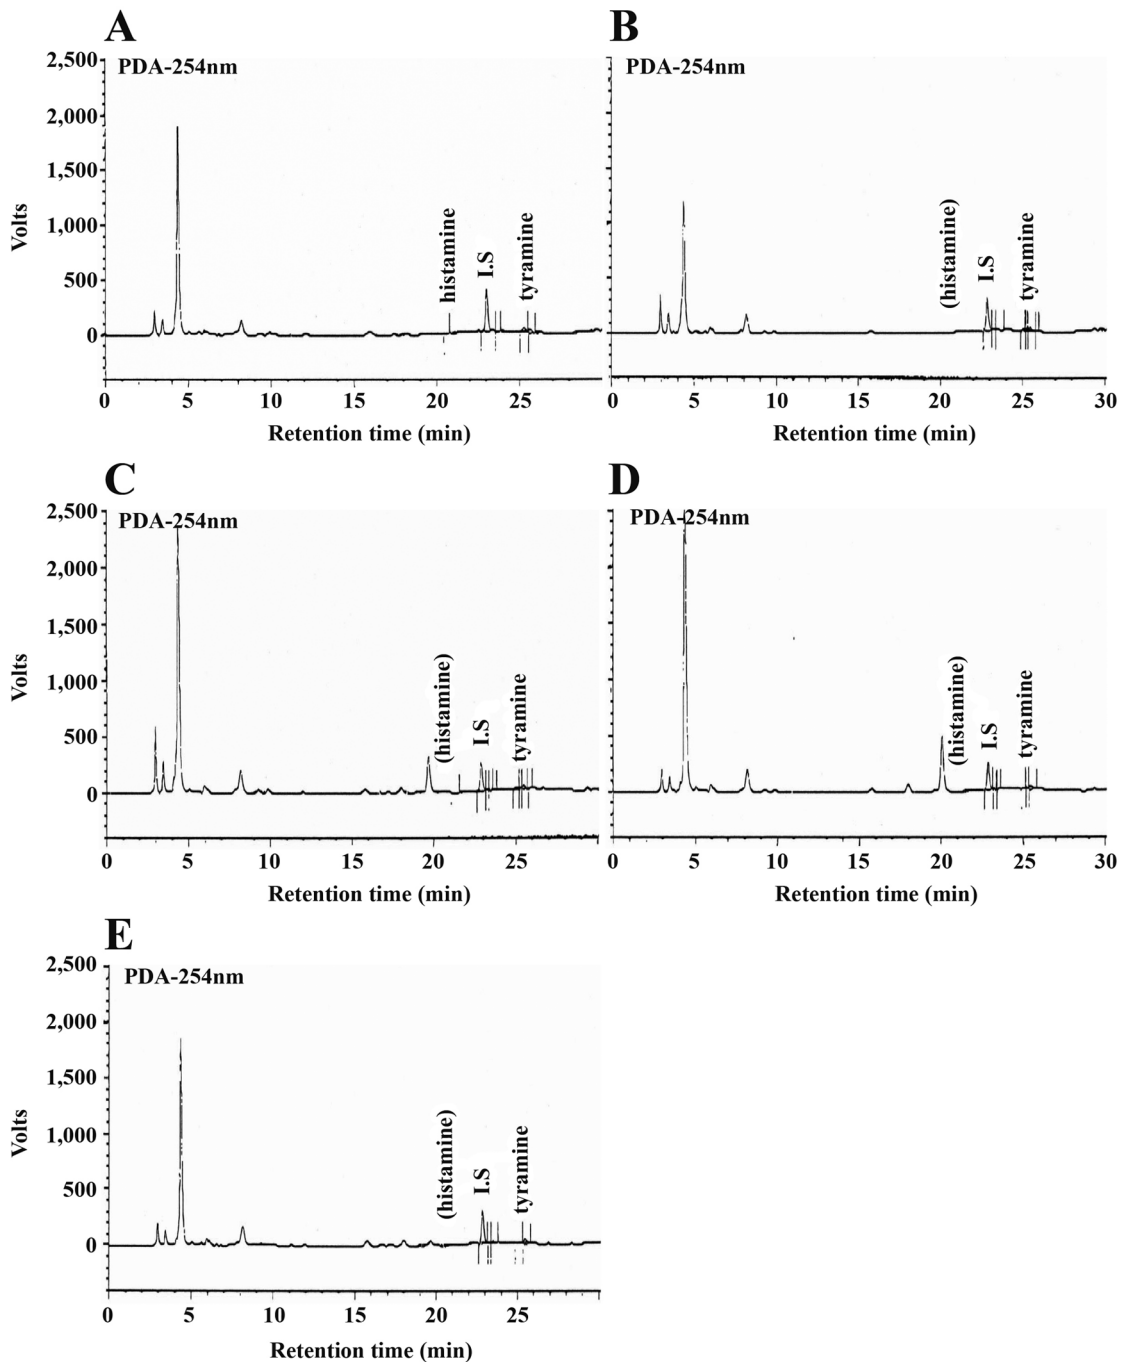 A
PDA-254nm
2,500
2,000
1,500
1,000
500
0
Volts
histamine
I.S
tyramine
0 5 10 15 20 25
Retention time (min)
B
PDA-254nm
(histamine)
I.S
tyramine
0 5 10 15 20 25 30
Retention time (min)
C
PDA-254nm
2,500
2,000
1,500
1,000
500
0
Volts
(histamine)
I.S
tyramine
0 5 10 15 20 25
Retention time (min)
D
PDA-254nm
(histamine)
I.S
tyramine
0 5 10 15 20 25 30
Retention time (min)
E
PDA-254nm
2,500
2,000
1,500
1,000
500
0
Volts
(histamine)
I.S
tyramine
0 5 10 15 20 25
Retention time (min)